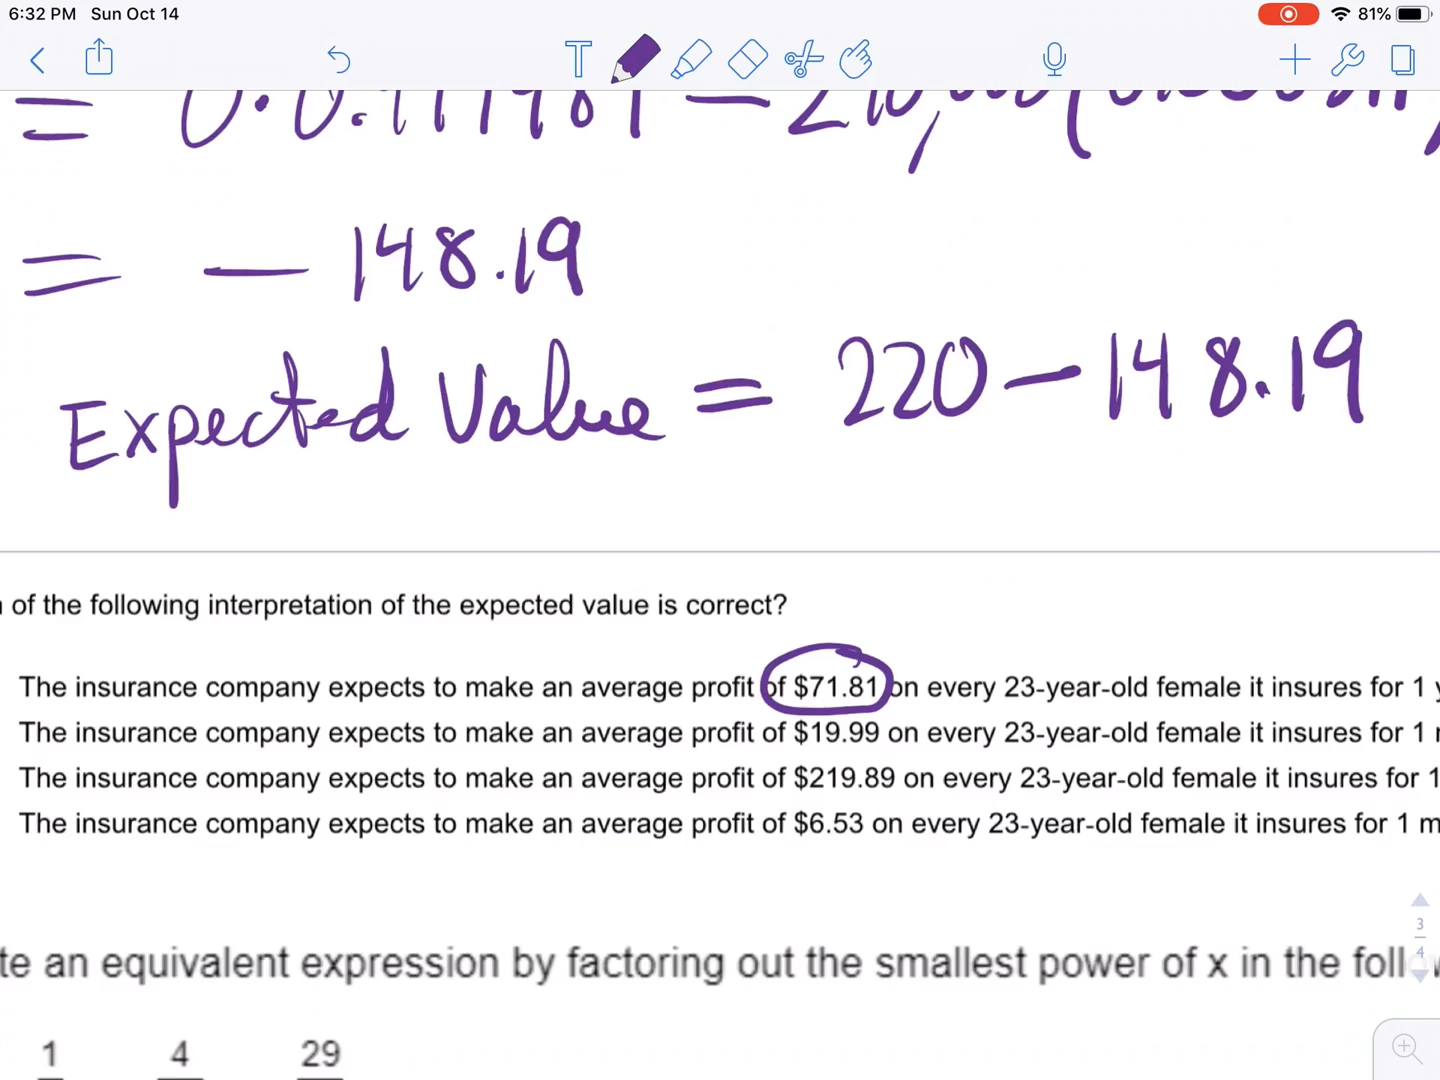 6:32 PM Sun Oct 14
81%
T
=
= - 148.19
Expected Value = 220 - 148.19
of the following interpretation of the expected value is correct?
The insurance company expects to make an average profit of $71.81 on every 23-year-old female it insures for 1
The insurance company expects to make an average profit of $19.99 on every 23-year-old female it insures for 1
The insurance company expects to make an average profit of $219.89 on every 23-year-old female it insures for 1
The insurance company expects to make an average profit of $6.53 on every 23-year-old female it insures for 1 m
3
4
te an equivalent expression by factoring out the smallest power of x in the foll
1 4 29